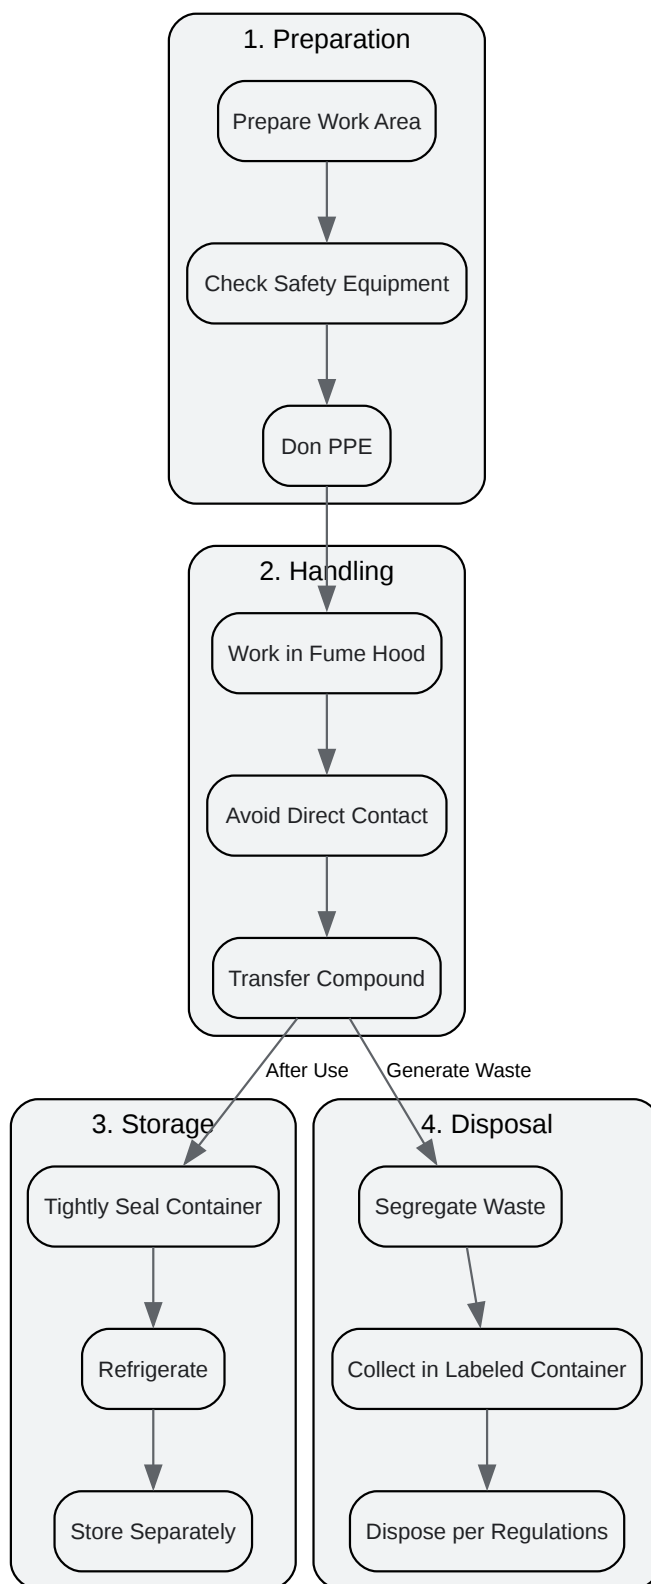 1. Preparation
Prepare Work Area
Check Safety Equipment
Don PPE
2. Handling
Work in Fume Hood
Avoid Direct Contact
Transfer Compound
After Use
Generate Waste
3. Storage
Tightly Seal Container
Refrigerate
Store Separately
4. Disposal
Segregate Waste
Collect in Labeled Container
Dispose per Regulations